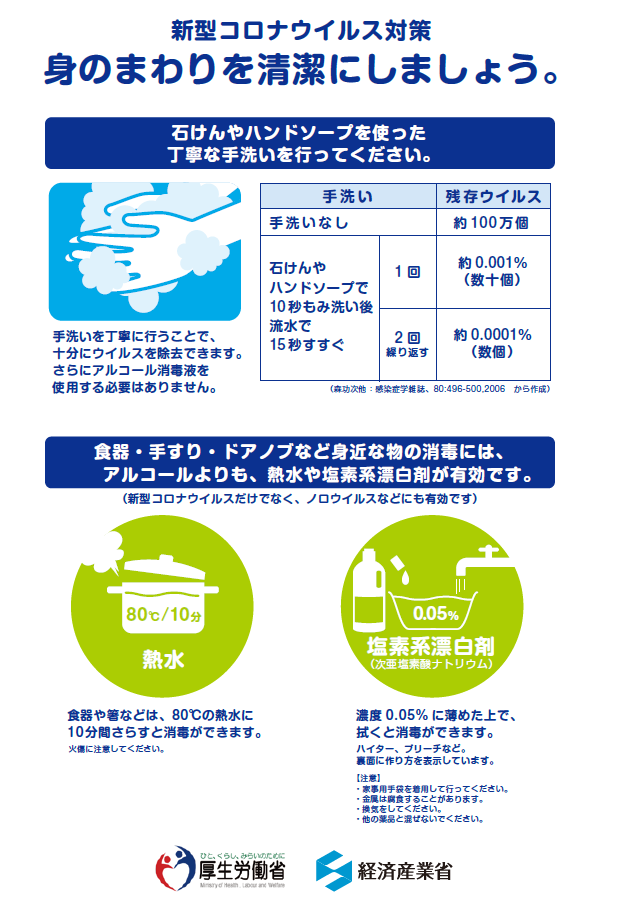 新型コロナウイルス対策
身のまわりを清潔にしましょう。
石けんやハンドソープを使った
丁寧な手洗いを行ってください。
手洗い 残存ウイルス
手洗いなし 約100万個
石けんや
ハンドソープで
10秒もみ洗い後
流水で
15秒すすぐ
1回
約0.001%
（数十個）
2回
繰り返す
約0.0001%
（数個）
手洗いを丁寧に行うことで、
十分にウイルスを除去できます。
さらにアルコール消毒液を
使用する必要はありません。
（森功次他：感染症学雑誌、80:496-500,2006 から作成）
食器・手すり・ドアノブなど身近な物の消毒には、
アルコールよりも、熱水や塩素系漂白剤が有効です。
（新型コロナウイルスだけでなく、ノロウイルスなどにも有効です）
80℃/10分
熱水
食器や箸などは、80℃の熱水に
10分間さらすと消毒ができます。
火傷に注意してください。
0.05%
塩素系漂白剤
（次亜塩素酸ナトリウム）
濃度0.05%に薄めた上で、
拭くと消毒ができます。
ハイター、ブリーチなど。
裏面に作り方を表示しています。
【注意】
・家事用手袋を着用して行ってください。
・金属は腐食することがあります。
・換気をしてください。
・他の薬品と混ぜないでください。
ひと、くらし、みらいのために
厚生労働省
Ministry of Health, Labour and Welfare
経済産業省